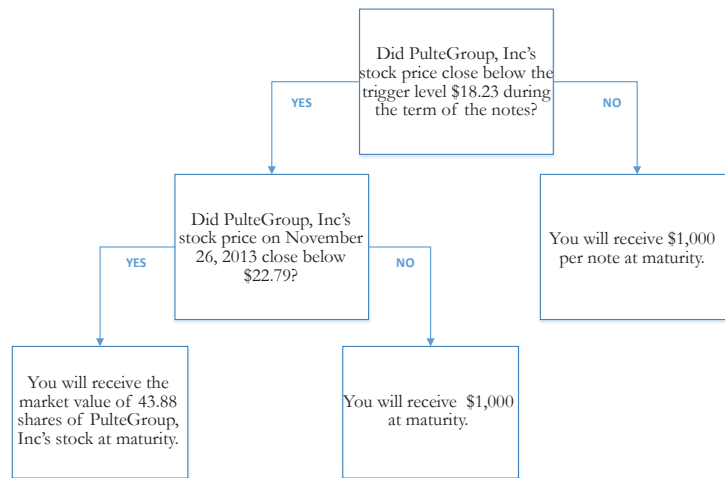 Did PulteGroup, Inc's
stock price close below the
trigger level $18.23 during
the term of the notes?
YES
NO
Did PulteGroup, Inc's
stock price on November
26, 2013 close below
$22.79?
You will receive $1,000
per note at maturity.
YES
NO
You will receive the
market value of 43.88
shares of PulteGroup,
Inc's stock at maturity.
You will receive $1,000
at maturity.